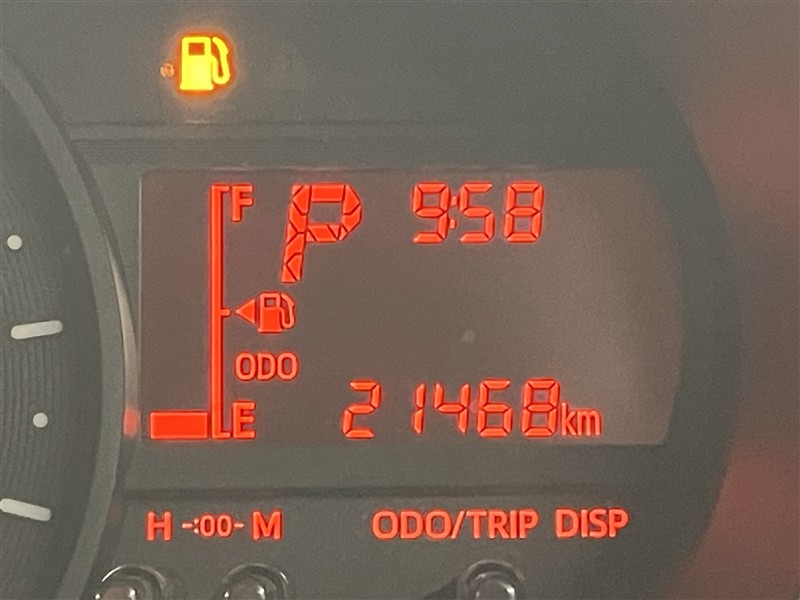 F P 9:58
ODO
E 21468km
H -:00- M ODO/TRIP DISP